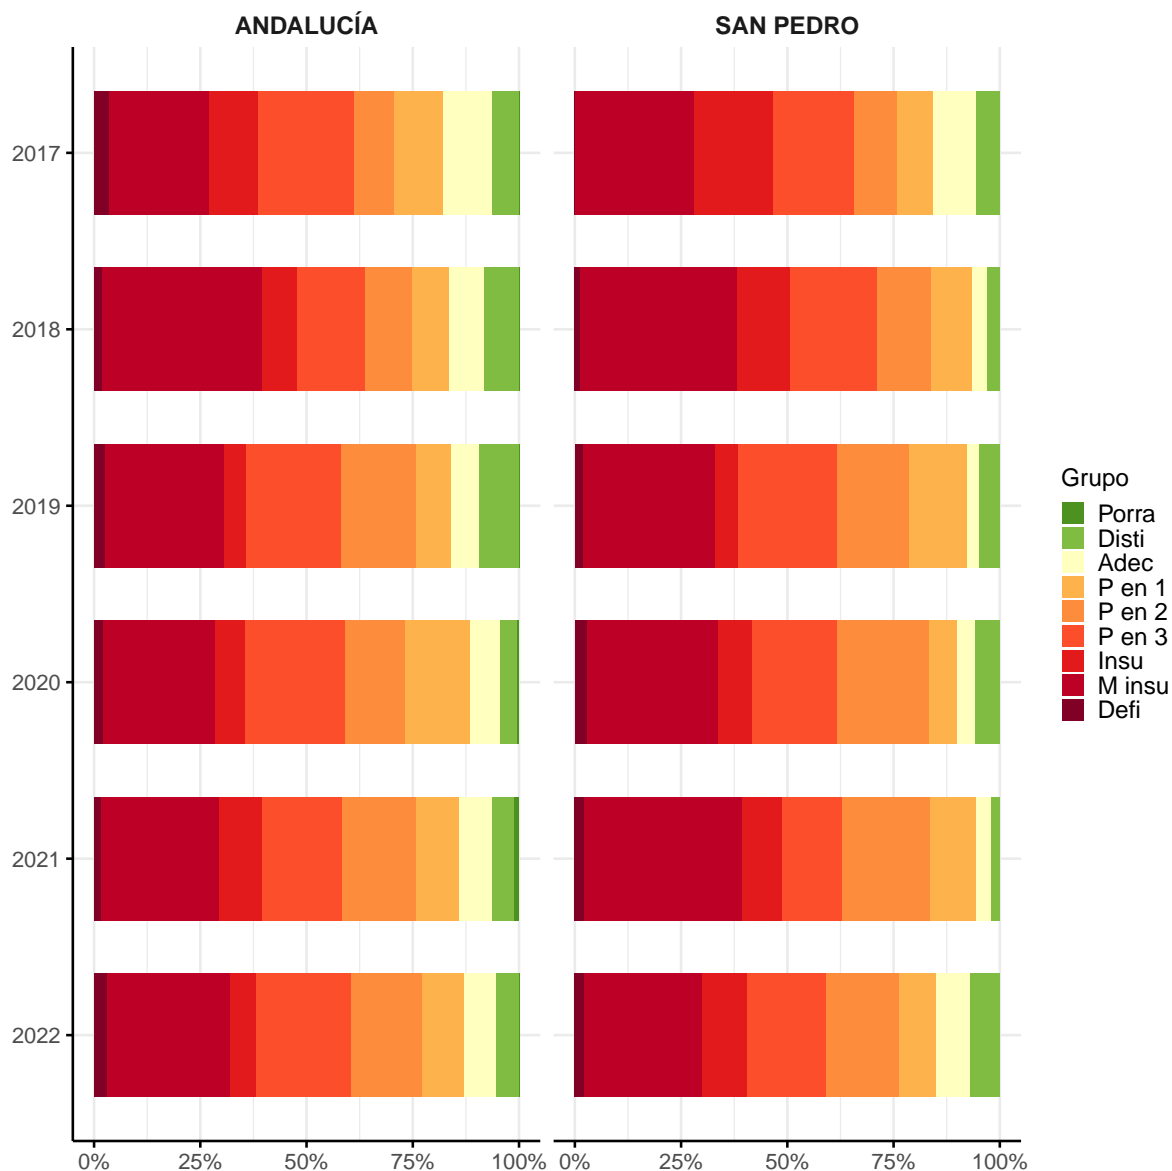 ANDALUCÍA
SAN PEDRO
2017
2018
2019
2020
2021
2022
0%
25%
50%
75%
100%
0%
25%
50%
75%
100%
Grupo
Porra
Disti
Adec
P en 1
P en 2
P en 3
Insu
M insu
Defi